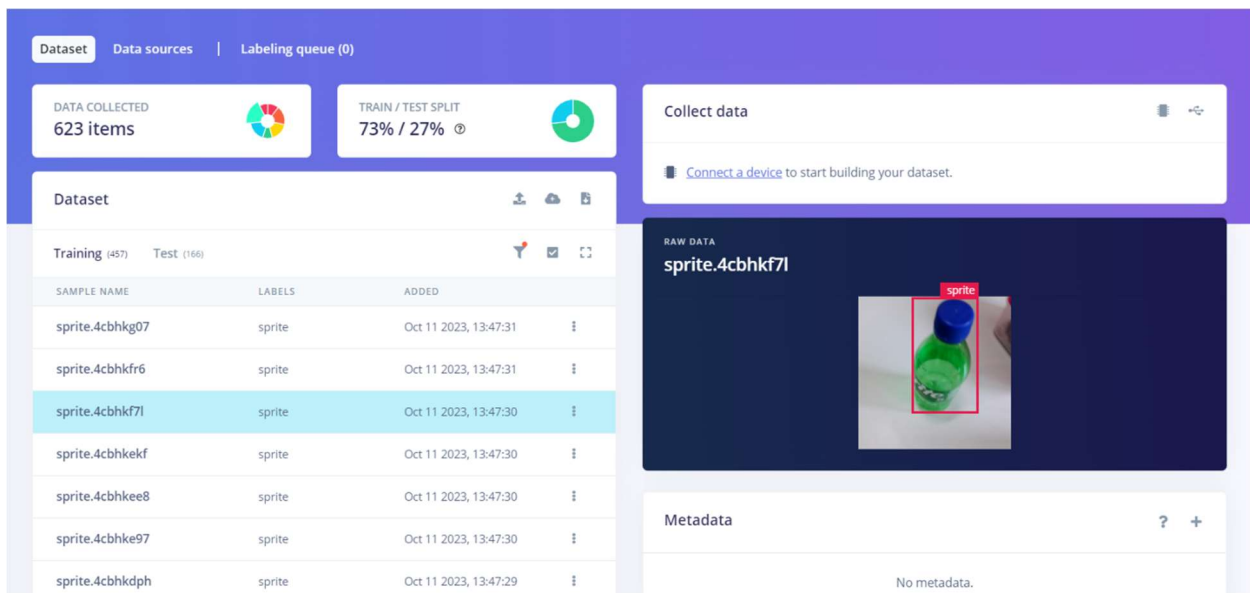 Dataset Data sources | Labeling queue (0)
DATA COLLECTED
623 items
TRAIN / TEST SPLIT
73% / 27%
Collect data
Connect a device to start building your dataset.
Dataset
Training (457) Test (166)
SAMPLE NAME LABELS ADDED
sprite.4cbhkg07 sprite Oct 11 2023, 13:47:31
sprite.4cbhkfr6 sprite Oct 11 2023, 13:47:31
sprite.4cbhkf7l sprite Oct 11 2023, 13:47:30
sprite.4cbhkekf sprite Oct 11 2023, 13:47:30
sprite.4cbhkee8 sprite Oct 11 2023, 13:47:30
sprite.4cbhke97 sprite Oct 11 2023, 13:47:30
sprite.4cbhkdph sprite Oct 11 2023, 13:47:29
RAW DATA
sprite.4cbhkf7l
sprite
Metadata ? +
No metadata.